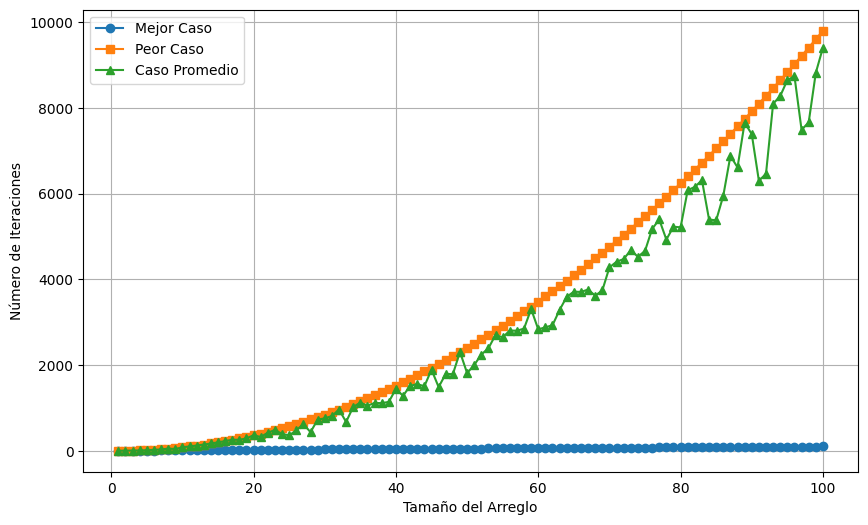 Mejor Caso
Peor Caso
Caso Promedio
10000
8000
6000
4000
2000
0
Número de Iteraciones
0 20 40 60 80 100
Tamaño del Arreglo